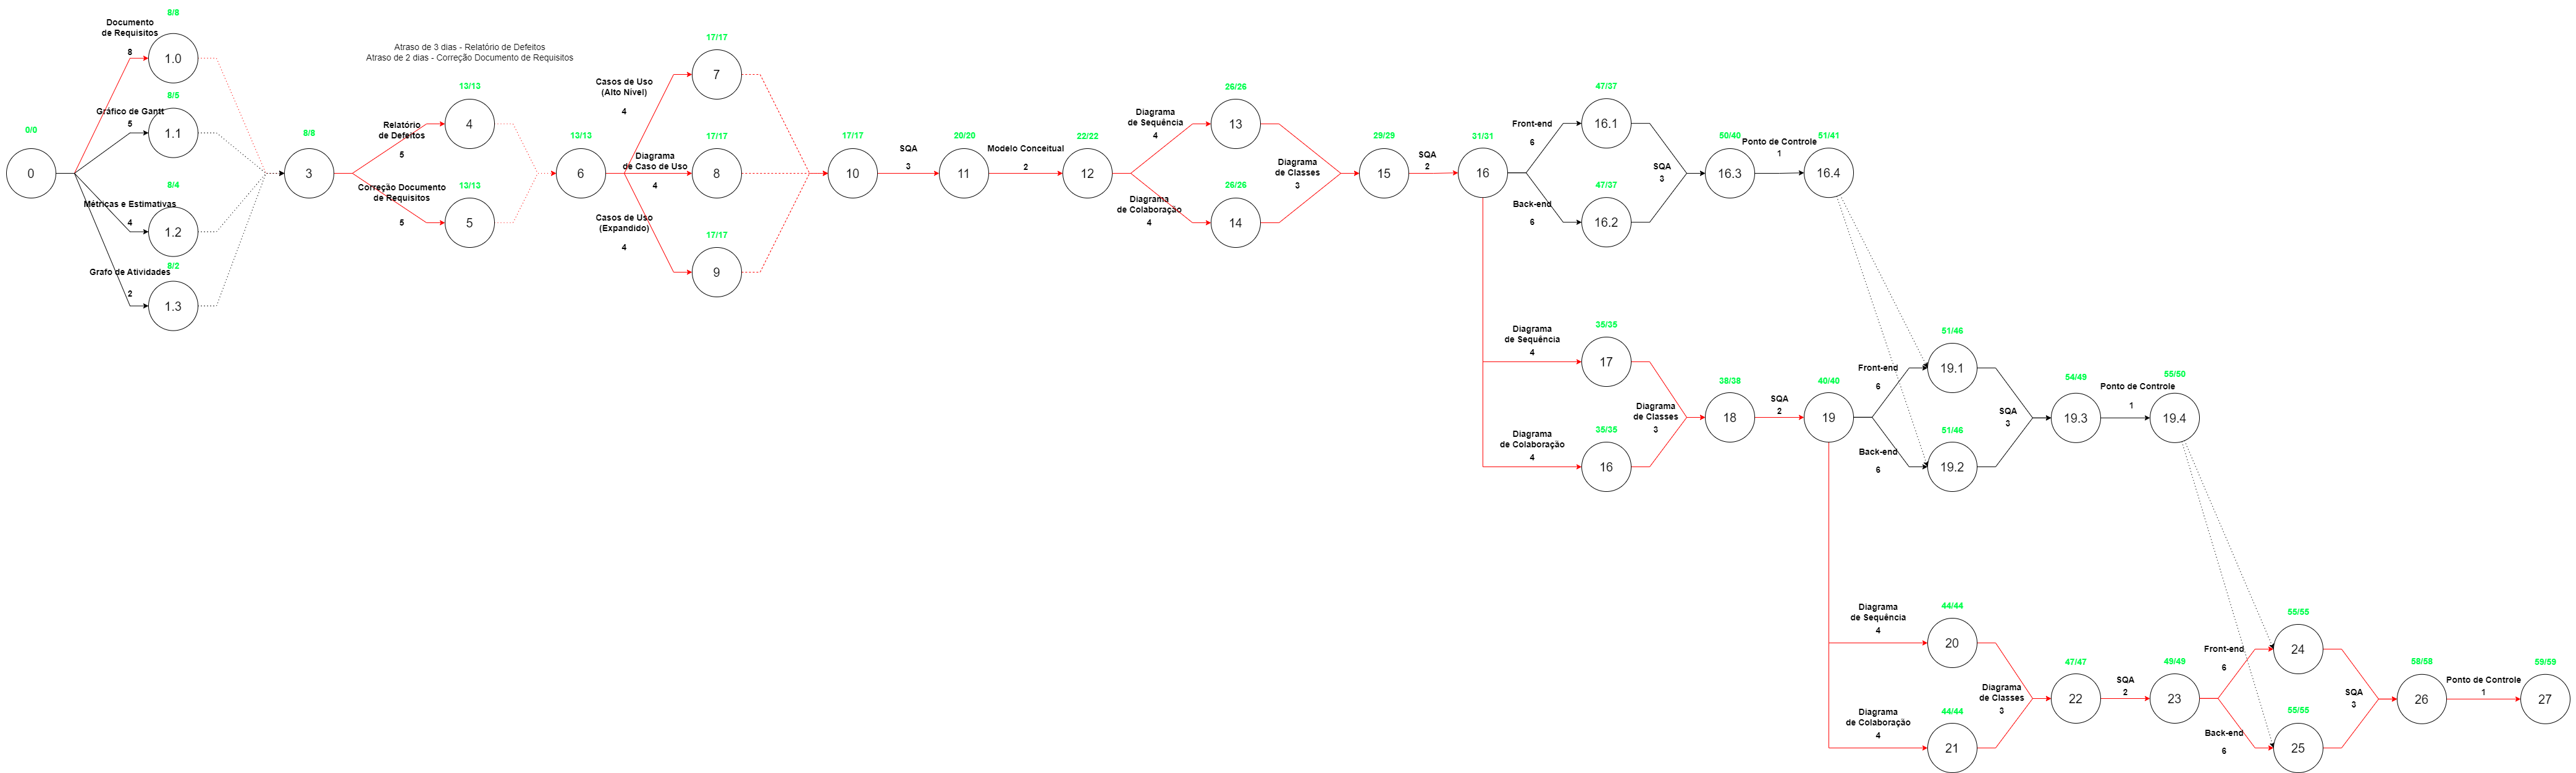 0/0
0
Documento
de Requisitos
8
8/8
1.0
Gráfico de Gantt
5
8/5
1.1
Métricas e Estimativas
4
8/4
1.2
Grafo de Atividades
2
8/2
1.3
8/8
3
Atraso de 3 dias - Relatório de Defeitos
Atraso de 2 dias - Correção Documento de Requisitos
Relatório
de Defeitos
5
13/13
4
Correção Documento
de Requisitos
5
13/13
5
13/13
6
Casos de Uso
(Alto Nível)
4
17/17
7
Diagrama
de Caso de Uso
4
17/17
8
Casos de Uso
(Expandido)
4
17/17
9
17/17
10
SQA
3
20/20
11
Modelo Conceitual
2
22/22
12
Diagrama
de Sequência
4
26/26
13
Diagrama
de Colaboração
4
26/26
14
Diagrama
de Classes
3
29/29
15
SQA
2
31/31
16
Front-end
6
47/37
16.1
Back-end
6
47/37
16.2
SQA
3
50/40
16.3
Ponto de Controle
1
51/41
16.4
Diagrama
de Sequência
4
35/35
17
Diagrama
de Colaboração
4
35/35
16
Diagrama
de Classes
3
38/38
18
SQA
2
40/40
19
Front-end
6
51/46
19.1
Back-end
6
51/46
19.2
SQA
3
54/49
19.3
Ponto de Controle
1
55/50
19.4
Diagrama
de Sequência
4
44/44
20
Diagrama
de Colaboração
4
44/44
21
Diagrama
de Classes
3
47/47
22
SQA
2
49/49
23
Front-end
6
55/55
24
Back-end
6
55/55
25
SQA
3
58/58
26
Ponto de Controle
1
59/59
27